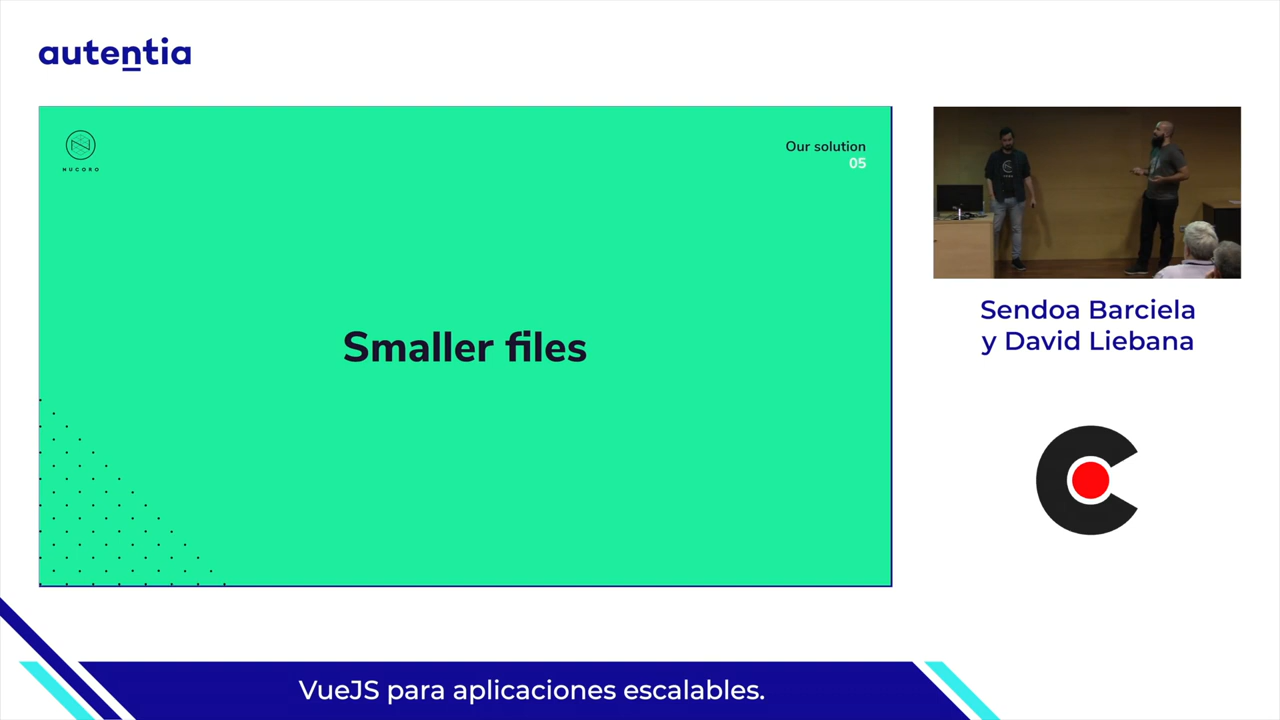 autentia
NUCORO
Our solution
05
Smaller files
Sendoa Barciela
y David Liebana
VueJS para aplicaciones escalables.